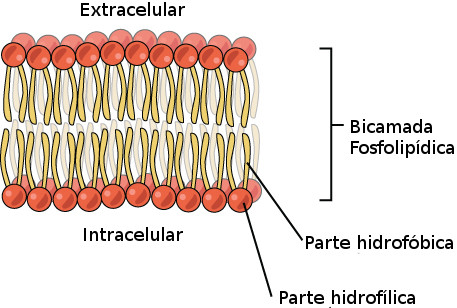 Extracelular
Bicamada
Fosfolipídica
Intracelular
Parte hidrofóbica
Parte hidrofílica